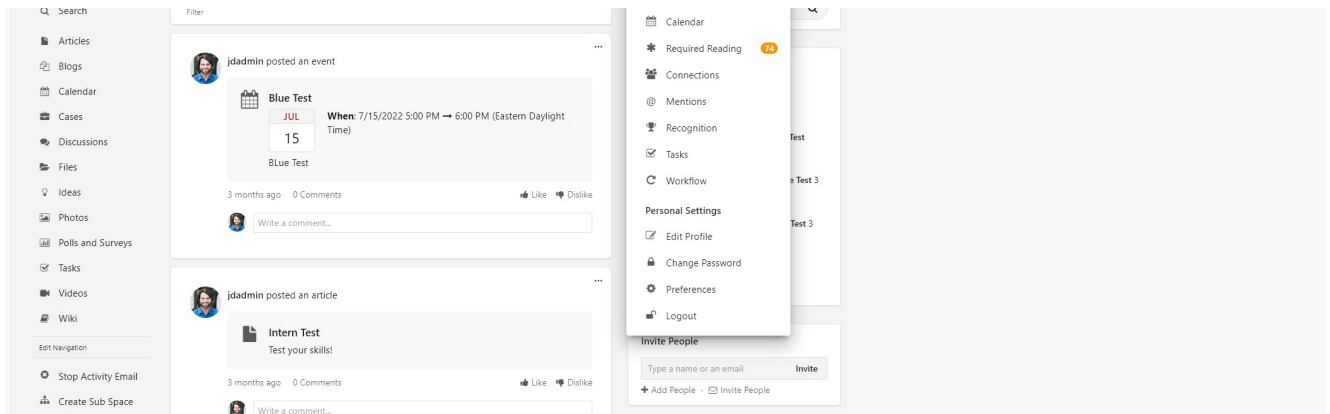 Search
Articles
Blogs
Calendar
Cases
Discussions
Files
Ideas
Photos
Polls and Surveys
Tasks
Videos
Wiki
Edit Navigation
Stop Activity Email
Create Sub Space
Filter
...
jdadmin posted an event
Blue Test
JUL
15
When: 7/15/2022 5:00 PM → 6:00 PM (Eastern Daylight
Time)
BLue Test
3 months ago 0 Comments Like Dislike
Write a comment...
...
jdadmin posted an article
Intern Test
Test your skills!
3 months ago 0 Comments Like Dislike
Write a comment...
Calendar
Required Reading 74
Connections
@ Mentions
Recognition
Tasks
Workflow
Personal Settings
Edit Profile
Change Password
Preferences
Logout
Test
Test 3
Test 3
Invite People
Type a name or an email Invite
Add People - Invite People